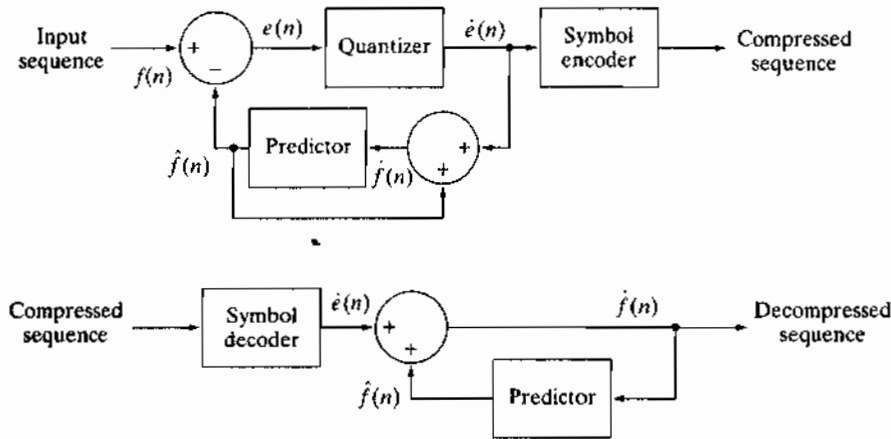 Input
sequence
f(n)
+
−
e(n)
Quantizer
ė(n)
Symbol
encoder
Compressed
sequence
f̂(n)
Predictor
ḟ(n)
+
+
Compressed
sequence
Symbol
decoder
ė(n)
+
+
ḟ(n)
Decompressed
sequence
f̂(n)
Predictor